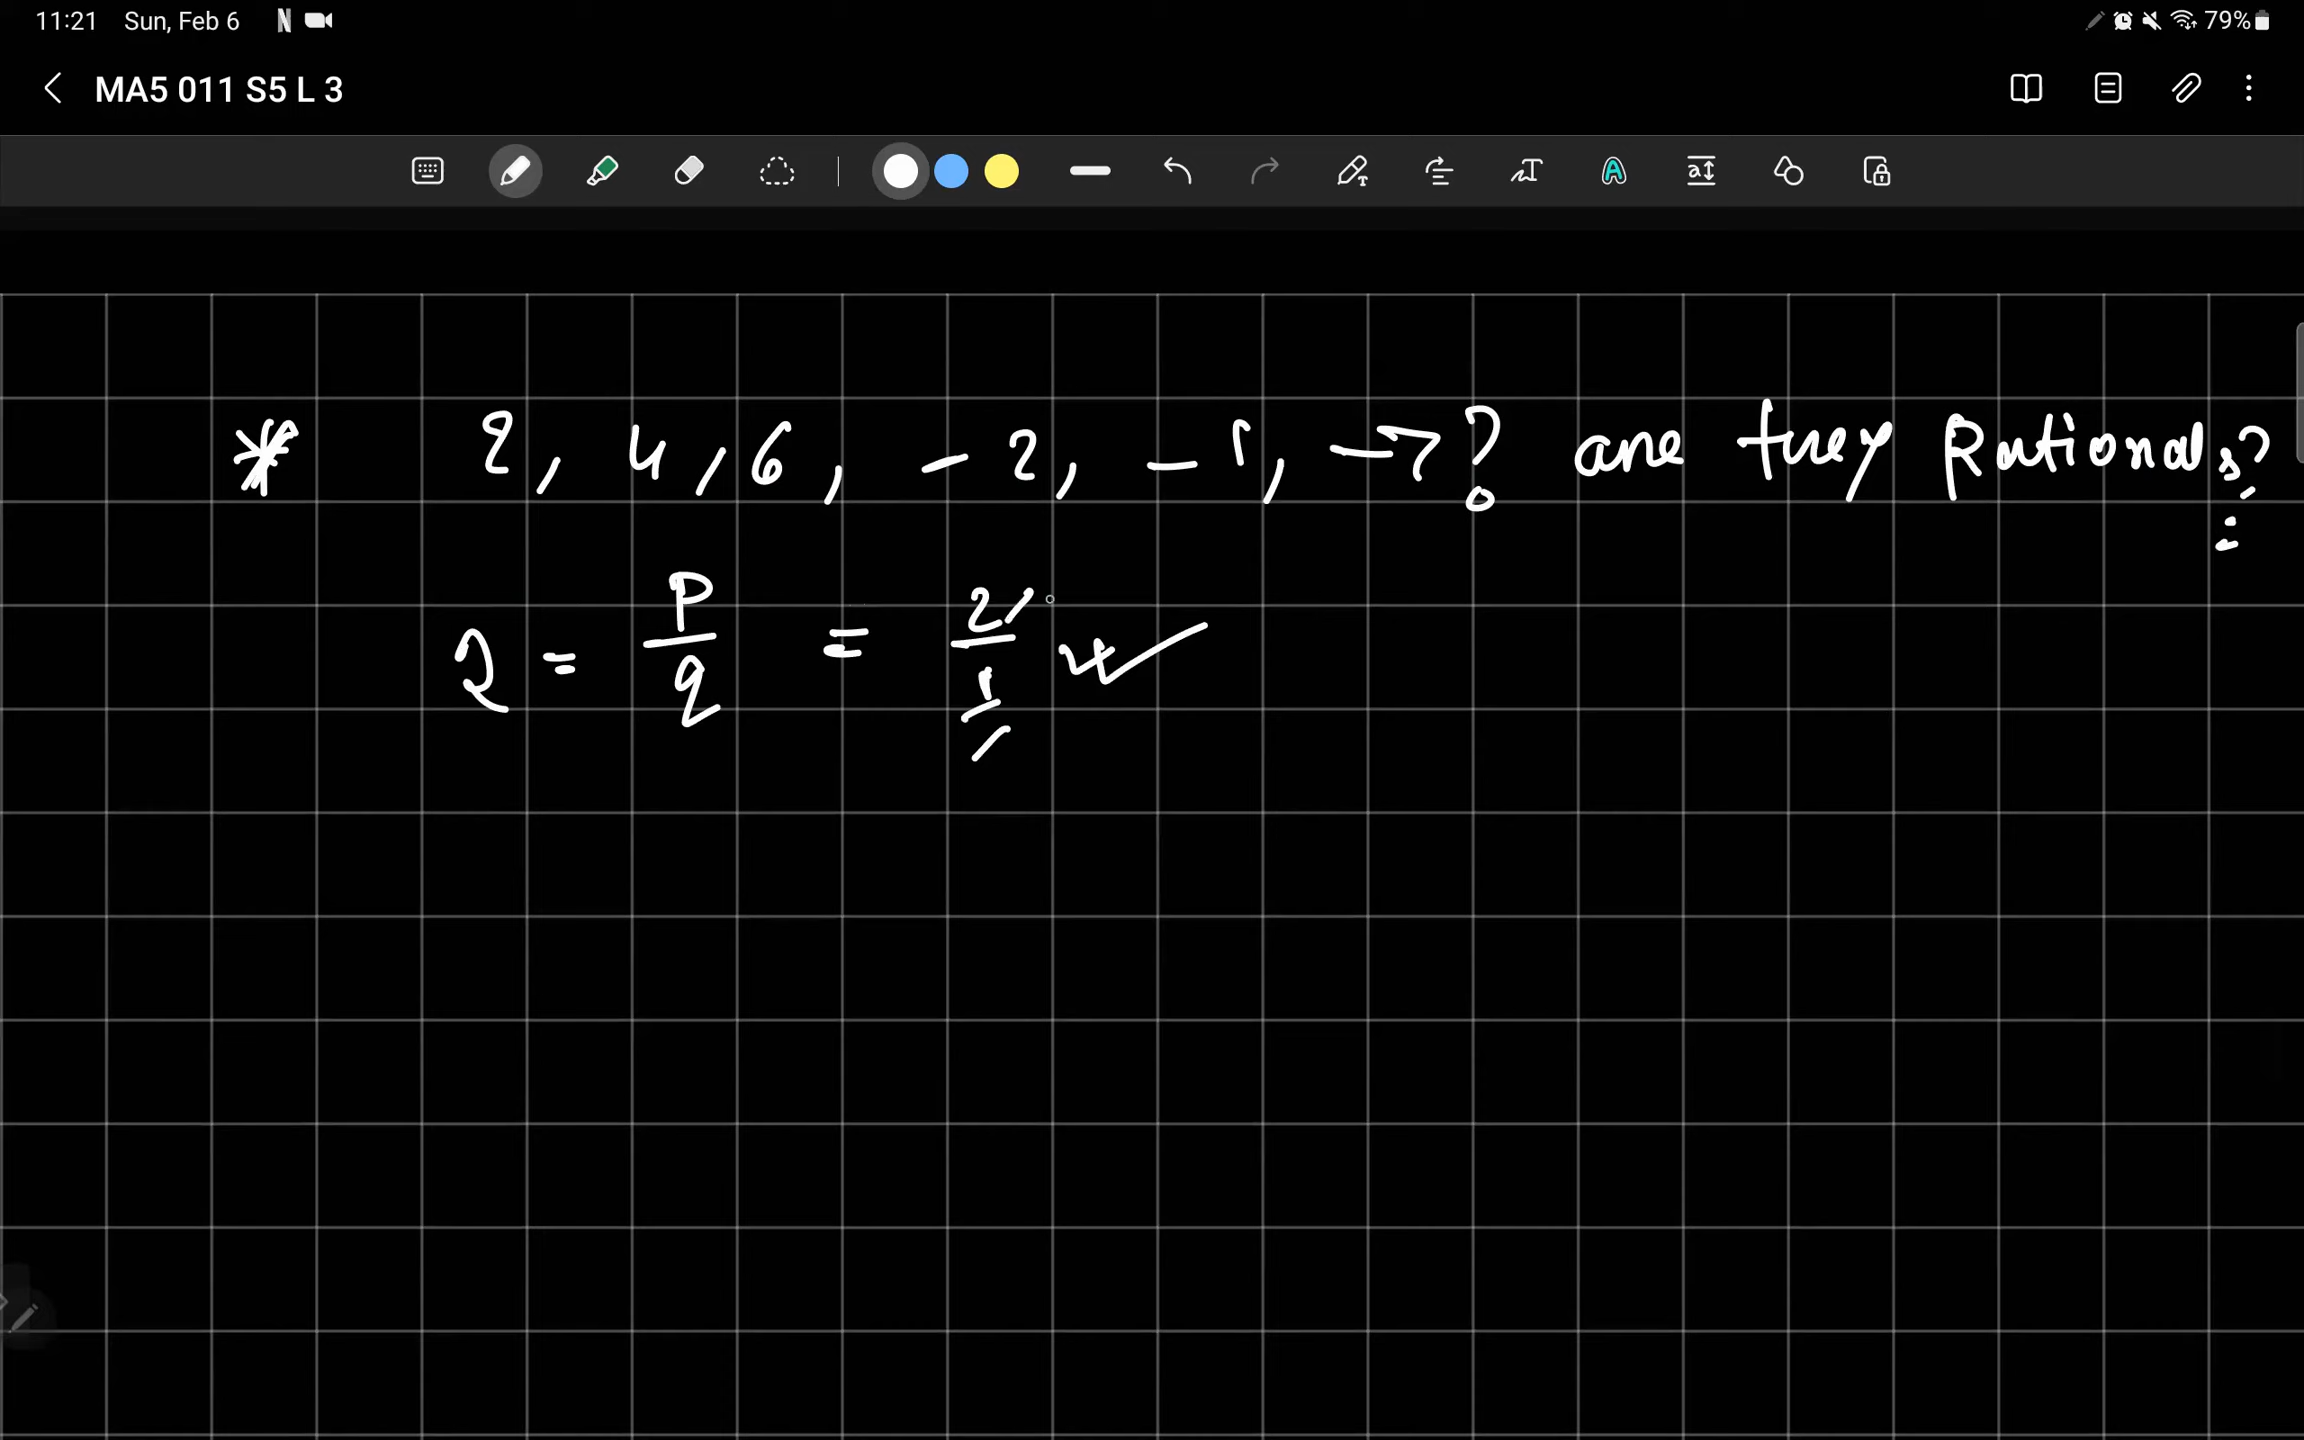 11:21 Sun, Feb 6 N 79%
MA5 011 S5 L 3
* 2, 4, 6, -2, -1, -7? are they Rationals?
2 = P/q = 2/1